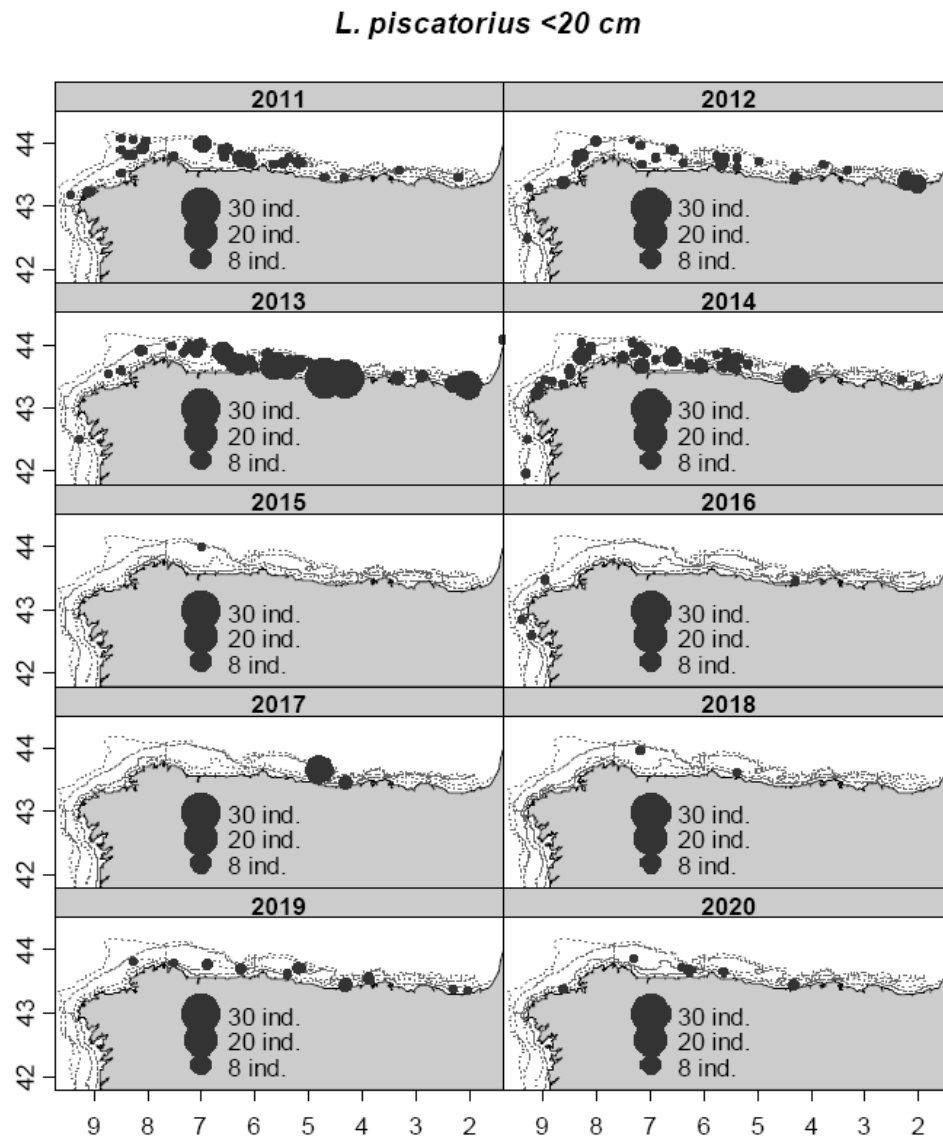 L. piscatorius <20 cm
2011 2012
44
43
42
30 ind. 30 ind.
20 ind. 20 ind.
8 ind. 8 ind.
2013 2014
44
43
42
30 ind. 30 ind.
20 ind. 20 ind.
8 ind. 8 ind.
2015 2016
44
43
42
30 ind. 30 ind.
20 ind. 20 ind.
8 ind. 8 ind.
2017 2018
44
43
42
30 ind. 30 ind.
20 ind. 20 ind.
8 ind. 8 ind.
2019 2020
44
43
42
30 ind. 30 ind.
20 ind. 20 ind.
8 ind. 8 ind.
9 8 7 6 5 4 3 2 9 8 7 6 5 4 3 2